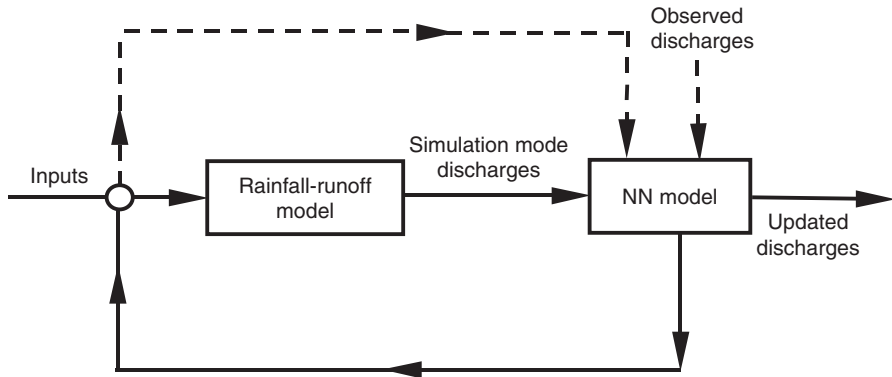 Observed
discharges
Simulation mode
discharges
Inputs
Rainfall-runoff
model
NN model
Updated
discharges